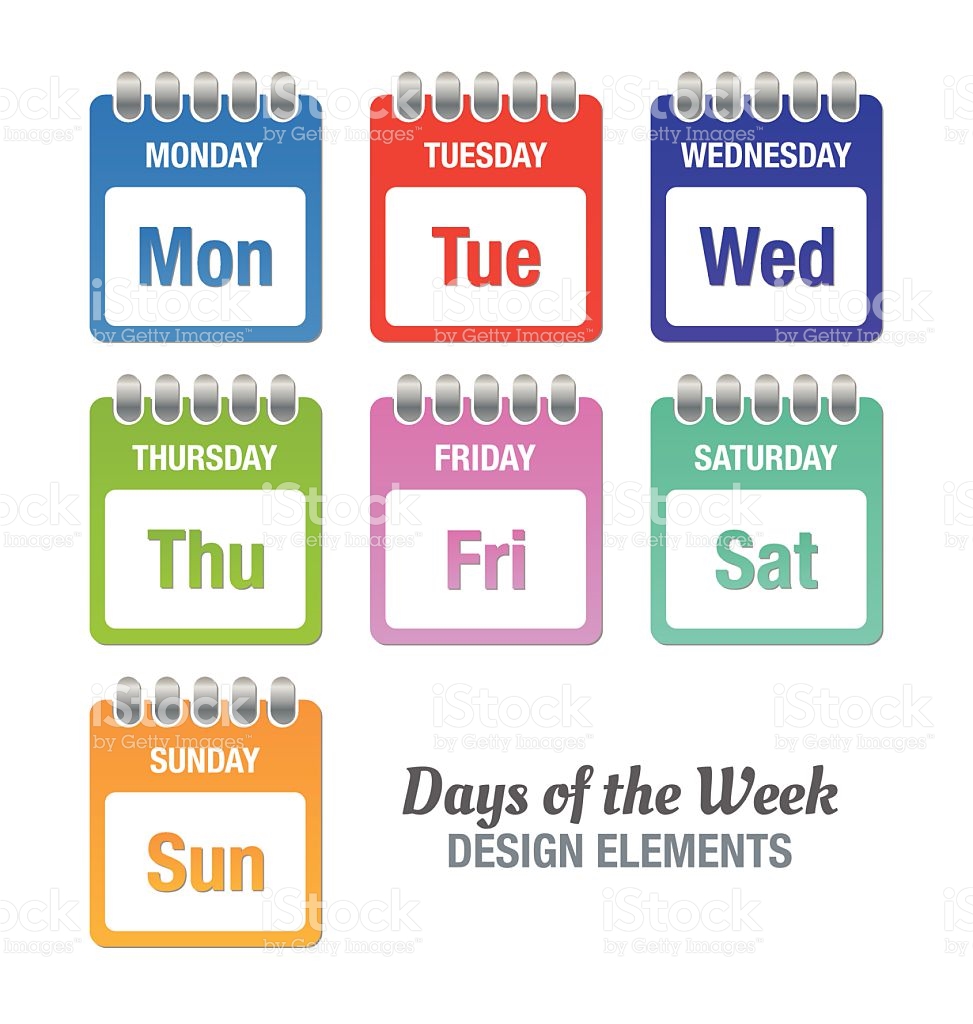 MONDAY
Mon
TUESDAY
Tue
WEDNESDAY
Wed
THURSDAY
Thu
FRIDAY
Fri
SATURDAY
Sat
SUNDAY
Sun
Days of the Week
DESIGN ELEMENTS
iStock
by Getty Images™